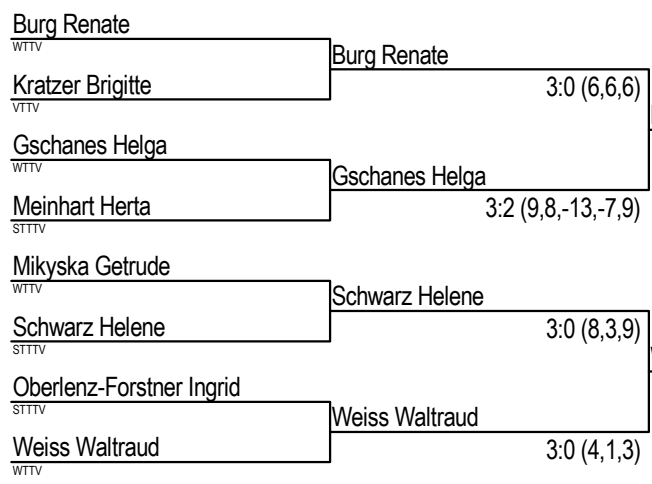 Burg Renate
WTTV
Kratzer Brigitte
VTTV
Gschanes Helga
WTTV
Meinhart Herta
STTTV
Mikyska Getrude
WTTV
Schwarz Helene
STTTV
Oberlenz-Forstner Ingrid
STTTV
Weiss Waltraud
WTTV
Burg Renate
3:0 (6,6,6)
Gschanes Helga
3:2 (9,8,-13,-7,9)
Schwarz Helene
3:0 (8,3,9)
Weiss Waltraud
3:0 (4,1,3)